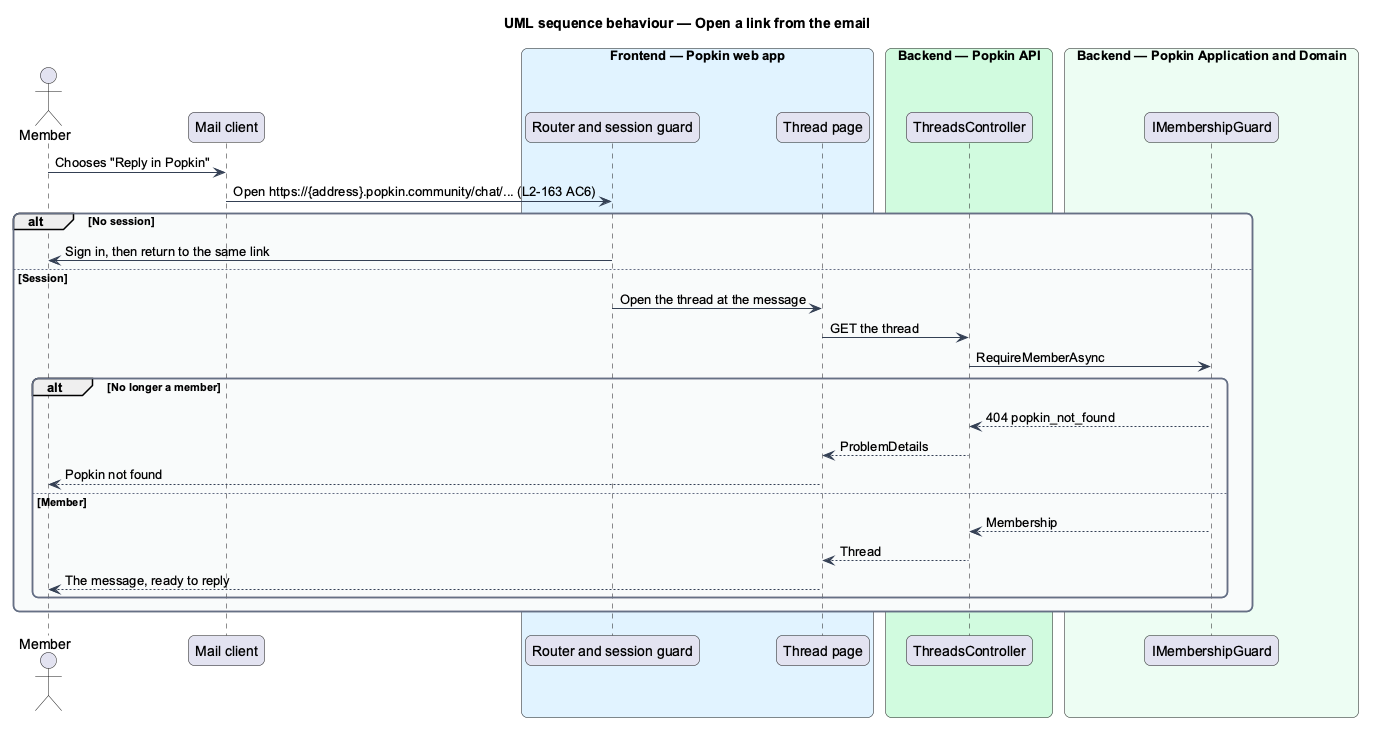 UML sequence behaviour — Open a link from the email
Frontend — Popkin web app
Backend — Popkin API
Backend — Popkin Application and Domain
Member
Mail client
Router and session guard
Thread page
ThreadsController
IMembershipGuard
Chooses "Reply in Popkin"
Open https://{address}.popkin.community/chat/... (L2-163 AC6)
alt
[No session]
Sign in, then return to the same link
[Session]
Open the thread at the message
GET the thread
RequireMemberAsync
alt
[No longer a member]
404 popkin_not_found
ProblemDetails
Popkin not found
[Member]
Membership
Thread
The message, ready to reply
Member
Mail client
Router and session guard
Thread page
ThreadsController
IMembershipGuard